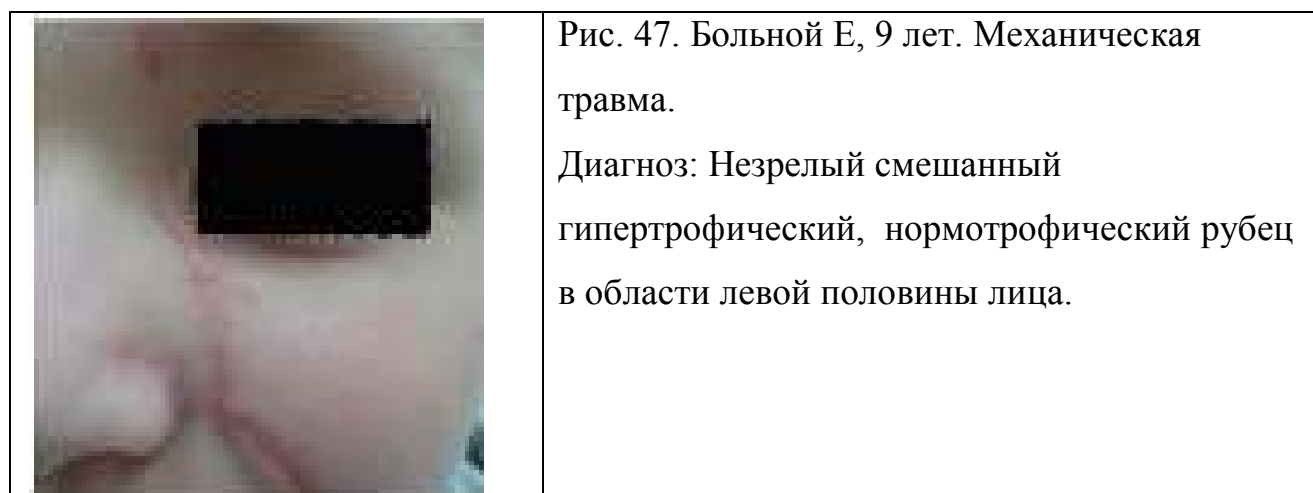 Рис. 47. Больной Е, 9 лет. Механическая
травма.
Диагноз: Незрелый смешанный
гипертрофический, нормотрофический рубец
в области левой половины лица.